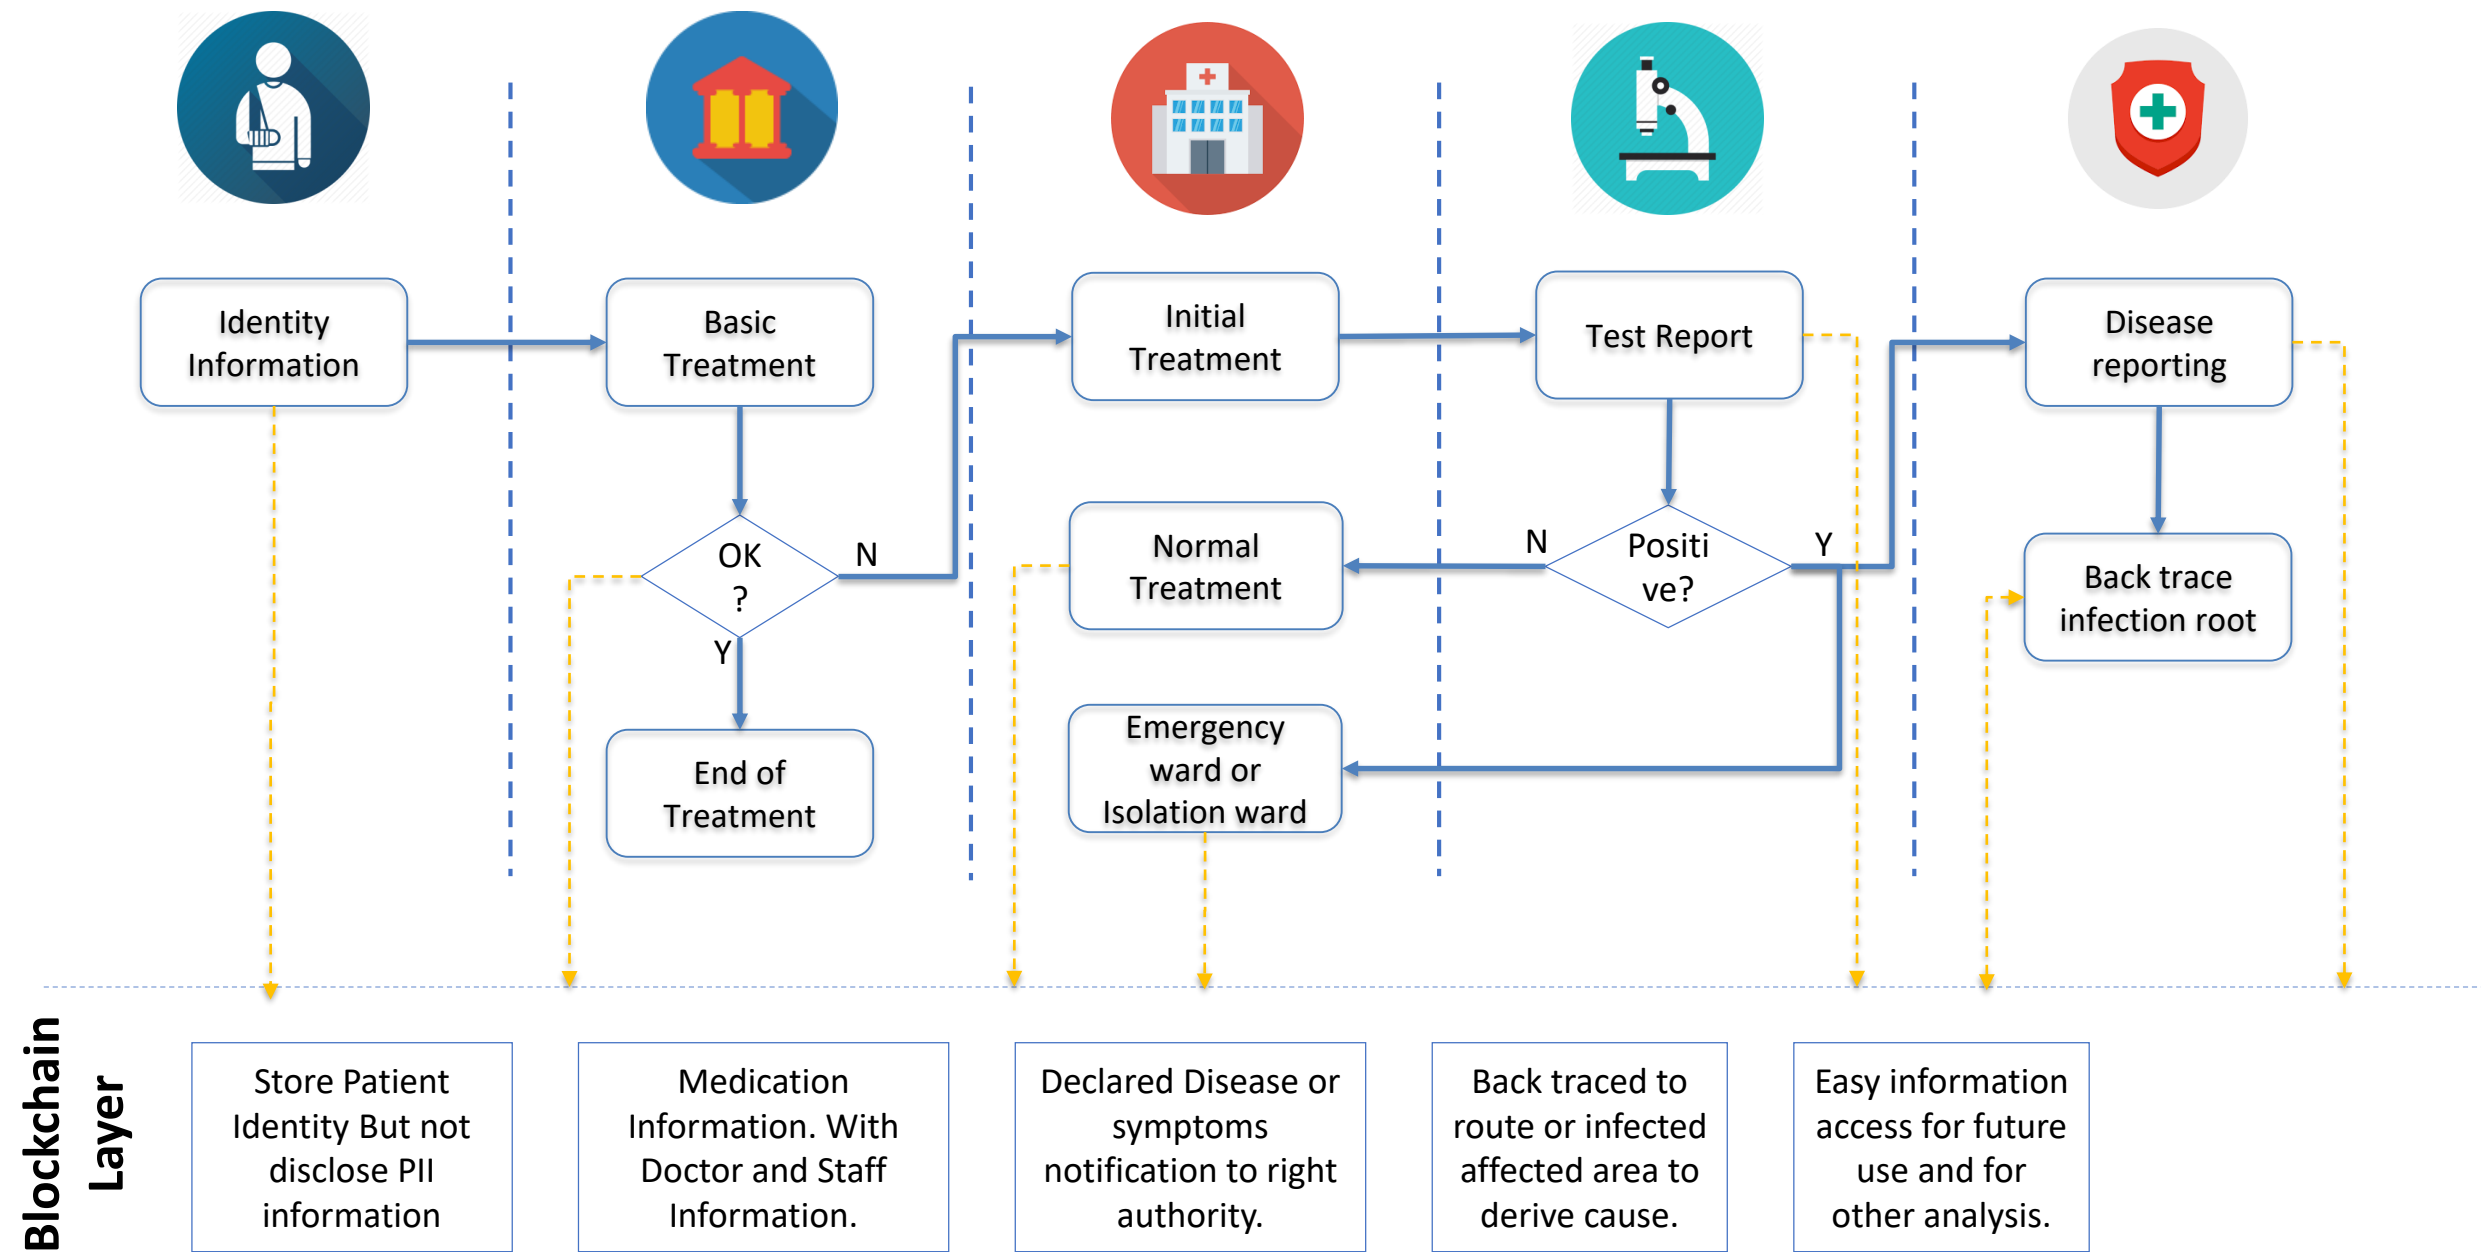 Identity
Information
Basic
Treatment
Initial
Treatment
Test Report
Disease
reporting
OK
?
N
Y
End of
Treatment
Normal
Treatment
N
Positi
ve?
Y
Emergency
ward or
Isolation ward
Back trace
infection root
Blockchain
Layer
Store Patient
Identity But not
disclose PII
information
Medication
Information. With
Doctor and Staff
Information.
Declared Disease or
symptoms
notification to right
authority.
Back traced to
route or infected
affected area to
derive cause.
Easy information
access for future
use and for
other analysis.